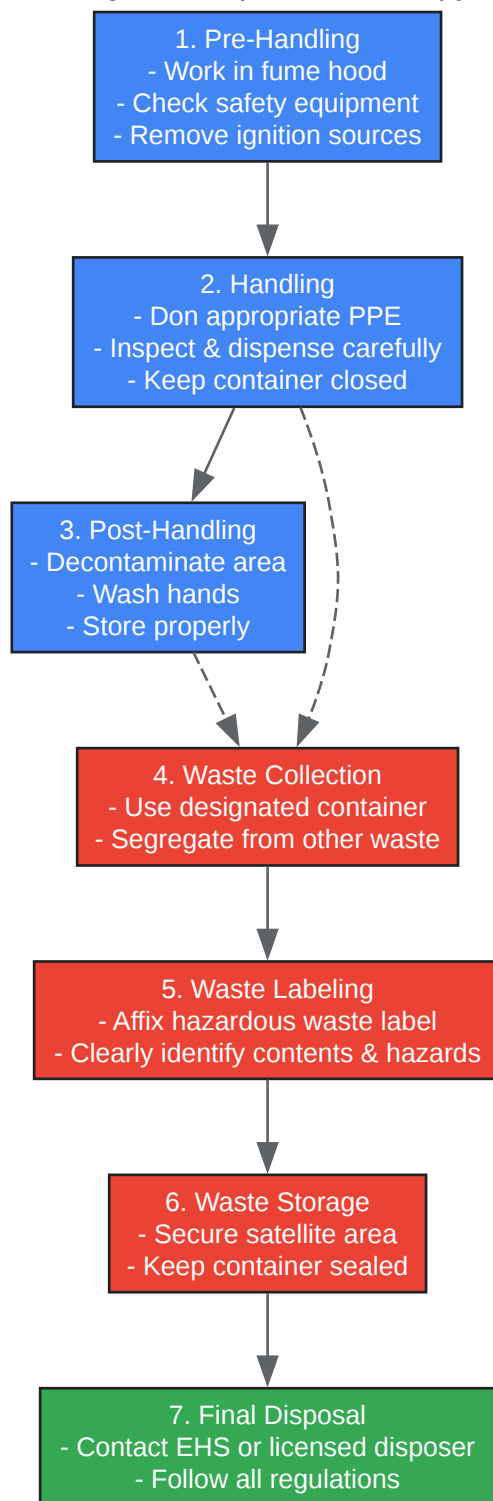 1. Pre-Handling
- Work in fume hood
- Check safety equipment
- Remove ignition sources
2. Handling
- Don appropriate PPE
- Inspect & dispense carefully
- Keep container closed
3. Post-Handling
- Decontaminate area
- Wash hands
- Store properly
4. Waste Collection
- Use designated container
- Segregate from other waste
5. Waste Labeling
- Affix hazardous waste label
- Clearly identify contents & hazards
6. Waste Storage
- Secure satellite area
- Keep container sealed
7. Final Disposal
- Contact EHS or licensed disposer
- Follow all regulations